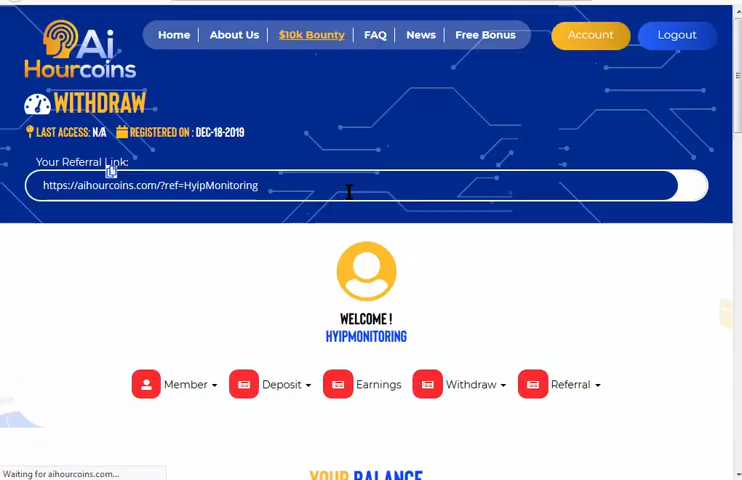 Ai
Hourcoins
Home
About Us
$10k Bounty
FAQ
News
Free Bonus
Account
Logout
WITHDRAW
LAST ACCESS: N/A REGISTERED ON : DEC-18-2019
Your Referral Link:
https://aihourcoins.com/?ref=HyipMonitoring
WELCOME !
HYIPMONITORING
Member
Deposit
Earnings
Withdraw
Referral
YOUR BALANCE
Waiting for aihourcoins.com...